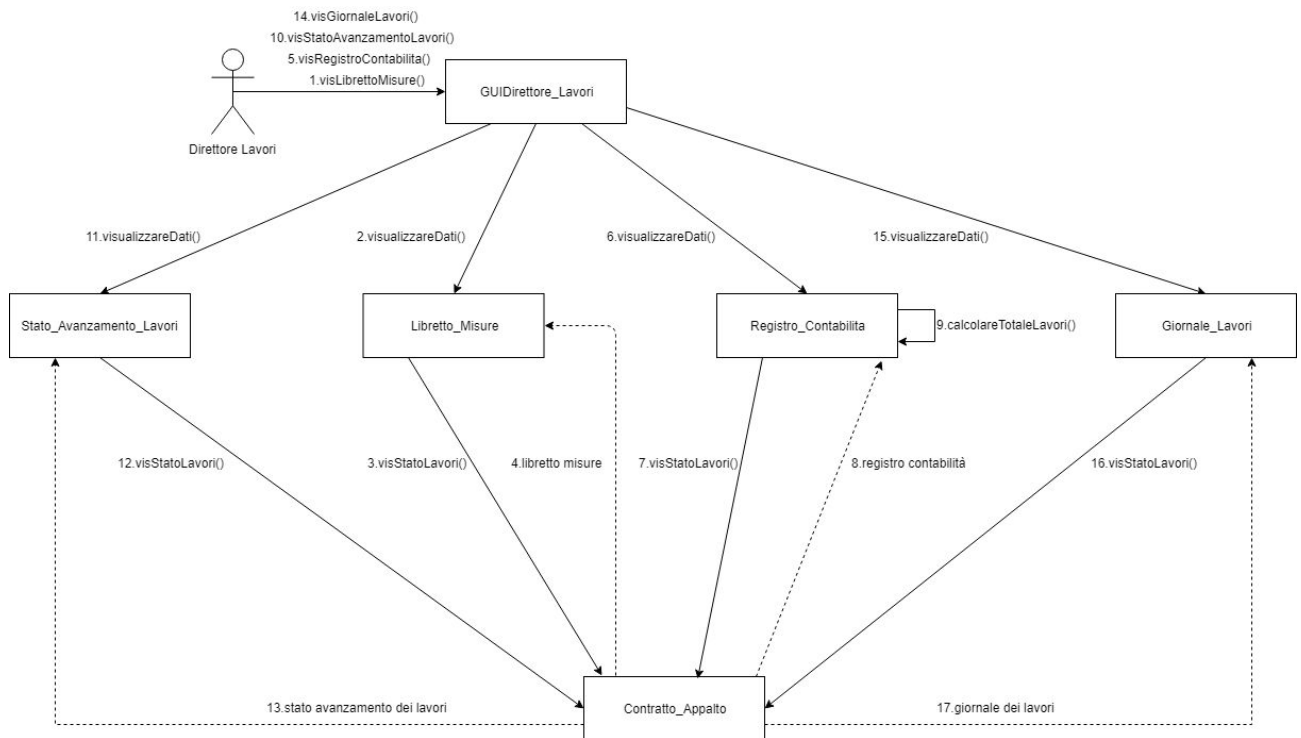 14.visGiornaleLavori()
10.visStatoAvanzamentoLavori()
5.visRegistroContabilita()
1.visLibrettoMisure()
GUIDirettore_Lavori
Direttore Lavori
11.visualizzareDati()
2.visualizzareDati()
6.visualizzareDati()
15.visualizzareDati()
Stato_Avanzamento_Lavori
Libretto_Misure
Registro_Contabilita
9.calcolareTotaleLavori()
Giornale_Lavori
12.visStatoLavori()
3.visStatoLavori()
4.libretto misure
7.visStatoLavori()
8.registro contabilità
16.visStatoLavori()
13.stato avanzamento dei lavori
Contratto_Appalto
17.giornale dei lavori